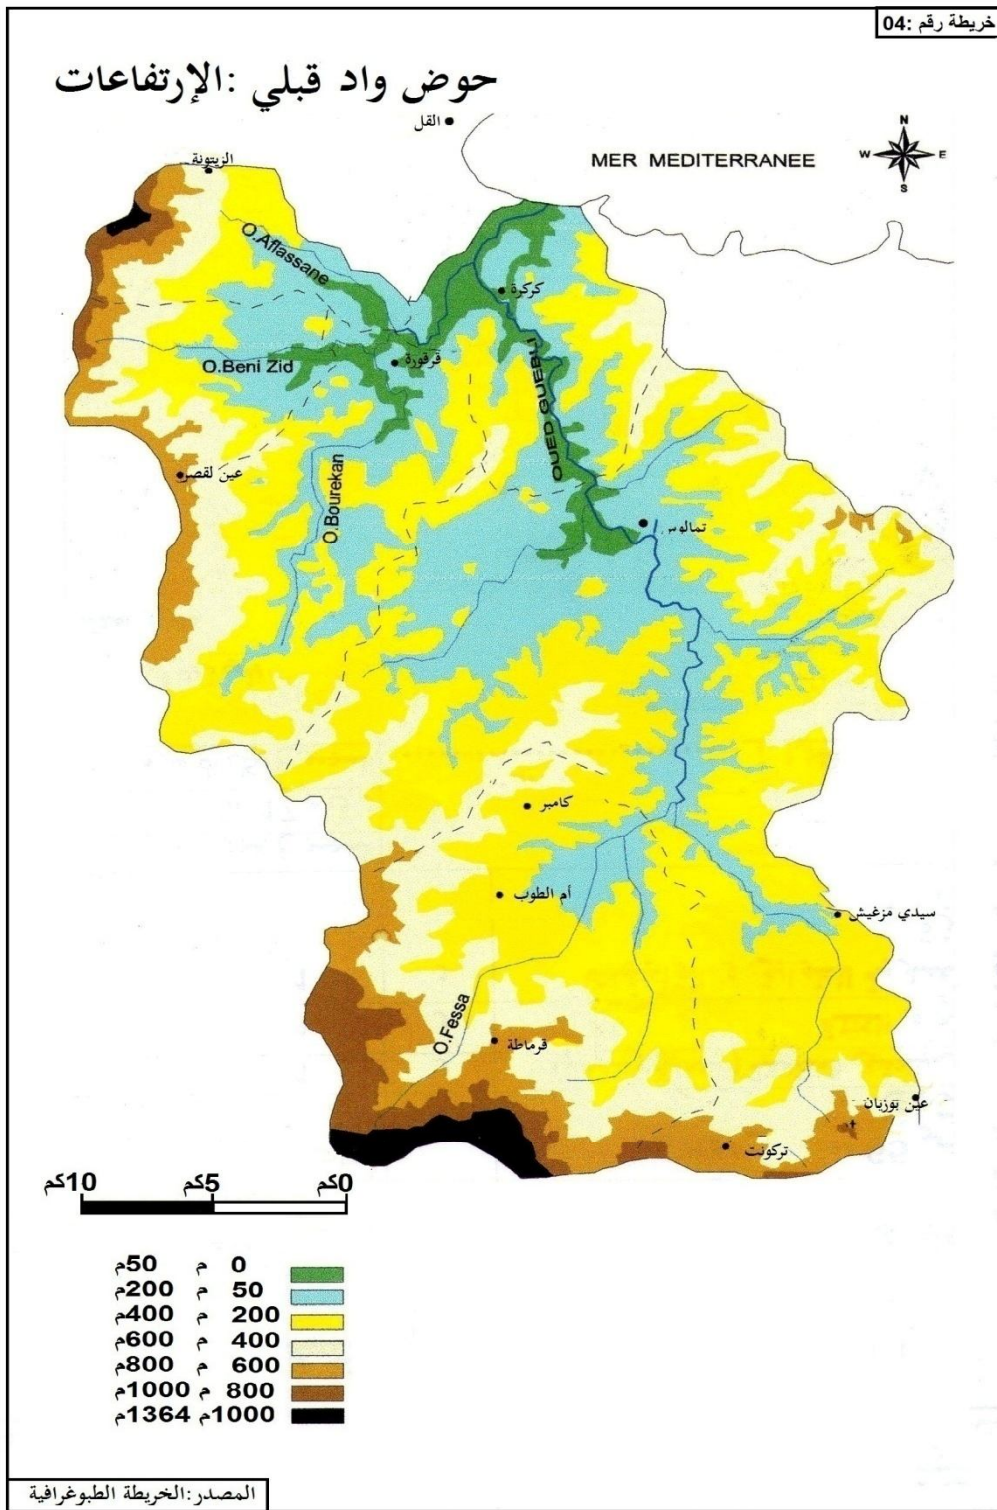 خريطة رقم :04
حوض واد قبلي :الإرتفاعات
القل
N
W E
S
MER MEDITERRANEE
الزيتونة
O.Aflassane
كركرة
قرقورة
O.Beni Zid
OUED GUEBLI
عين لقصر
O.Bourekan
تمالوس
كامبر
أم الطوب
سيدي مزغيش
O.Fessa
قرماطة
عين بوزيان
تركونت
10كم 5كم 0كم
0 م 50م
50 م 200م
200 م 400م
400 م 600م
600 م 800م
800 م 1000م
1000م 1364م
المصدر:الخريطة الطبوغرافية